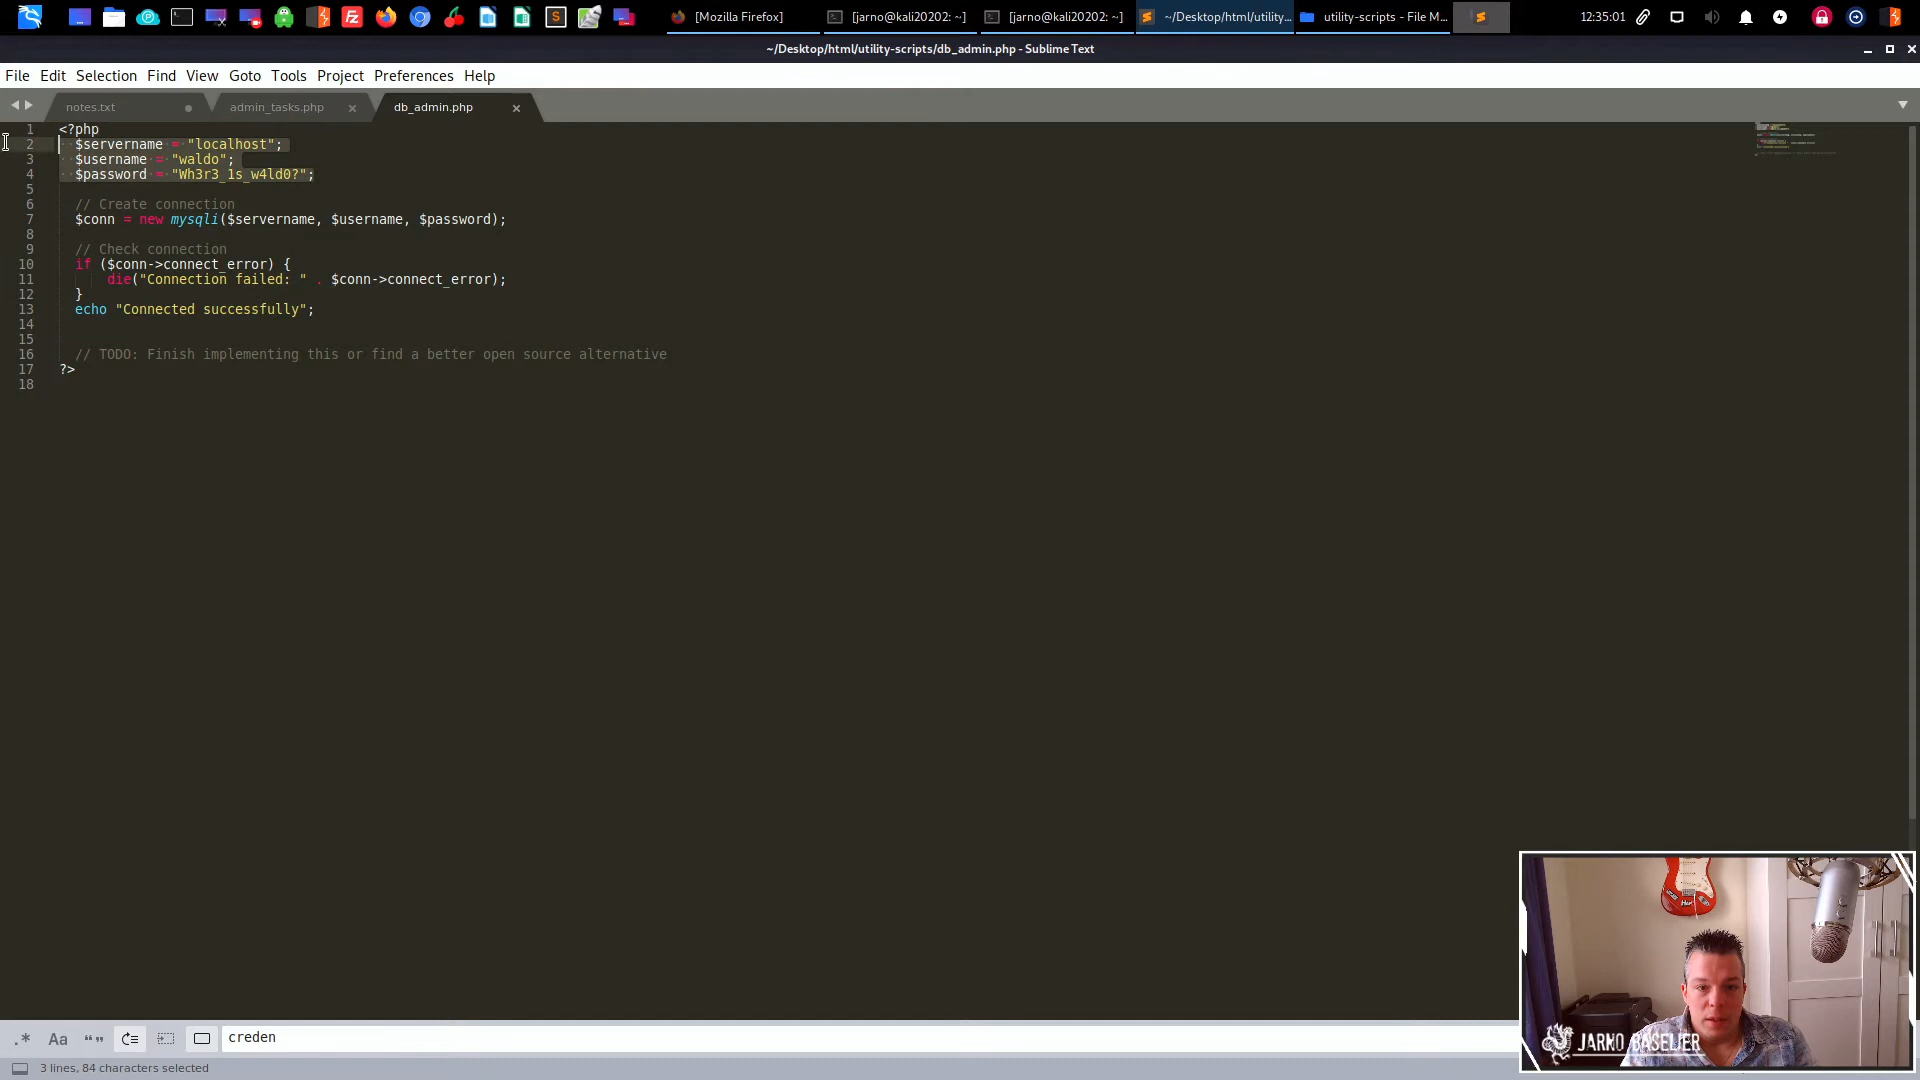 [Mozilla Firefox]
[jarno@kali20202: ~]
[jarno@kali20202: ~]
~/Desktop/html/utility...
utility-scripts - File M...
12:35:01
~/Desktop/html/utility-scripts/db_admin.php - Sublime Text
File Edit Selection Find View Goto Tools Project Preferences Help
notes.txt
admin_tasks.php
db_admin.php
1 <?php
2 $servername = "localhost";
3 $username = "waldo";
4 $password = "Wh3r3_1s_w4ld0?";
5
6 // Create connection
7 $conn = new mysqli($servername, $username, $password);
8
9 // Check connection
10 if ($conn->connect_error) {
11 die("Connection failed: " . $conn->connect_error);
12 }
13 echo "Connected successfully";
14
15
16 // TODO: Finish implementing this or find a better open source alternative
17 ?>
18
.* Aa “”
creden
3 lines, 84 characters selected
JARNO BASELIER